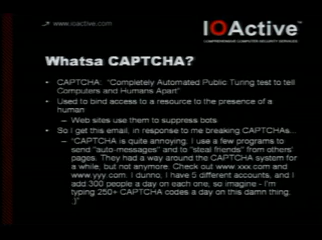 www.ioactive.com
IOActive™
COMPREHENSIVE COMPUTER SECURITY SERVICES
Whatsa CAPTCHA?
• CAPTCHA: "Completely Automated Public Turing test to tell
Computers and Humans Apart"
• Used to bind access to a resource to the presence of a
human
– Web sites use them to suppress bots
• So I get this email, in response to me breaking CAPTCHAs...
– "CAPTCHA is quite annoying, I use a few programs to
send "auto-messages" and to "steal friends" from others'
pages. They had a way around the CAPTCHA system for
a while, but not anymore. Check out www.xxx.com and
www.yyy.com. I dunno, I have 5 different accounts, and I
add 300 people a day on each one, so imagine - I'm
typing 250+ CAPTCHA codes a day on this damn thing.
;)"